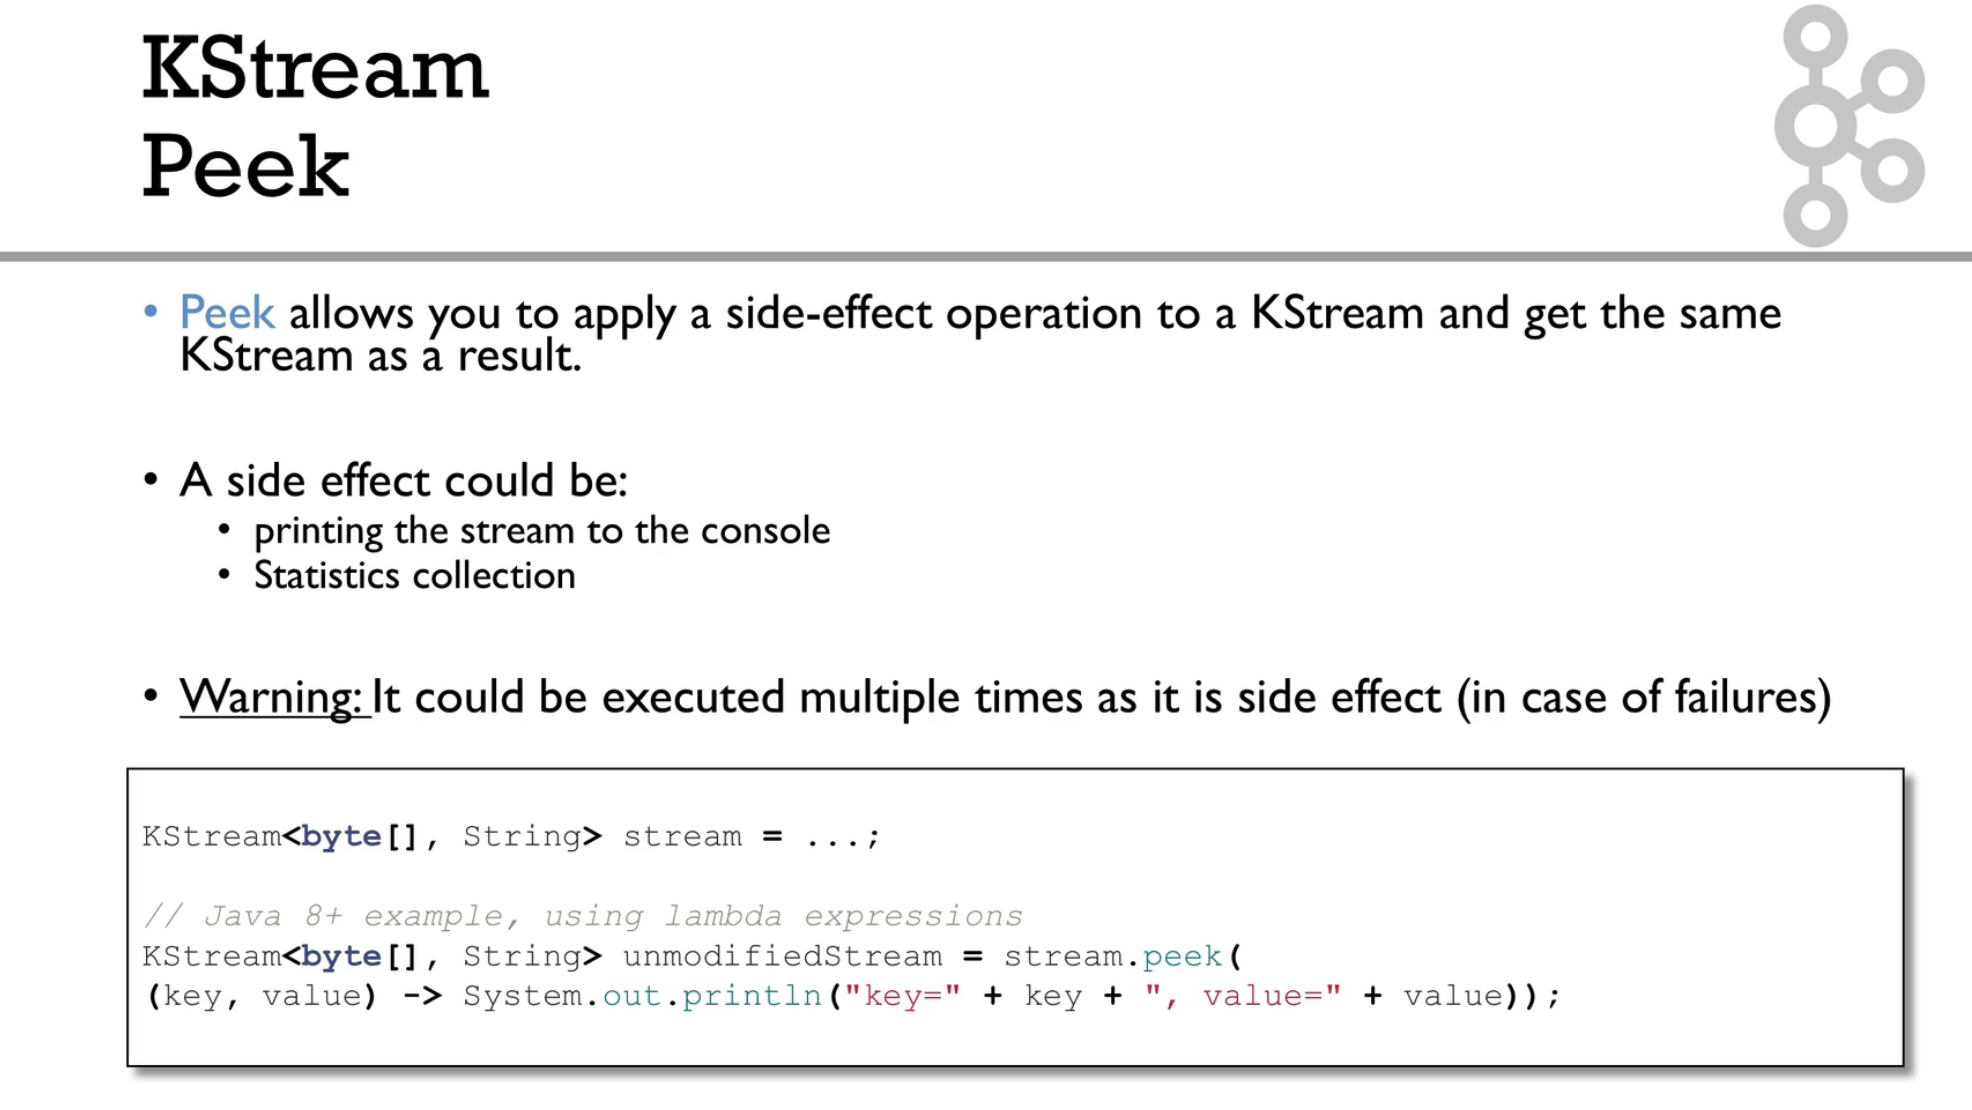 KStream
Peek
• Peek allows you to apply a side-effect operation to a KStream and get the same
KStream as a result.
• A side effect could be:
• printing the stream to the console
• Statistics collection
• Warning: It could be executed multiple times as it is side effect (in case of failures)
KStream<byte[], String> stream = ...;
// Java 8+ example, using lambda expressions
KStream<byte[], String> unmodifiedStream = stream.peek(
(key, value) -> System.out.println("key=" + key + ", value=" + value));